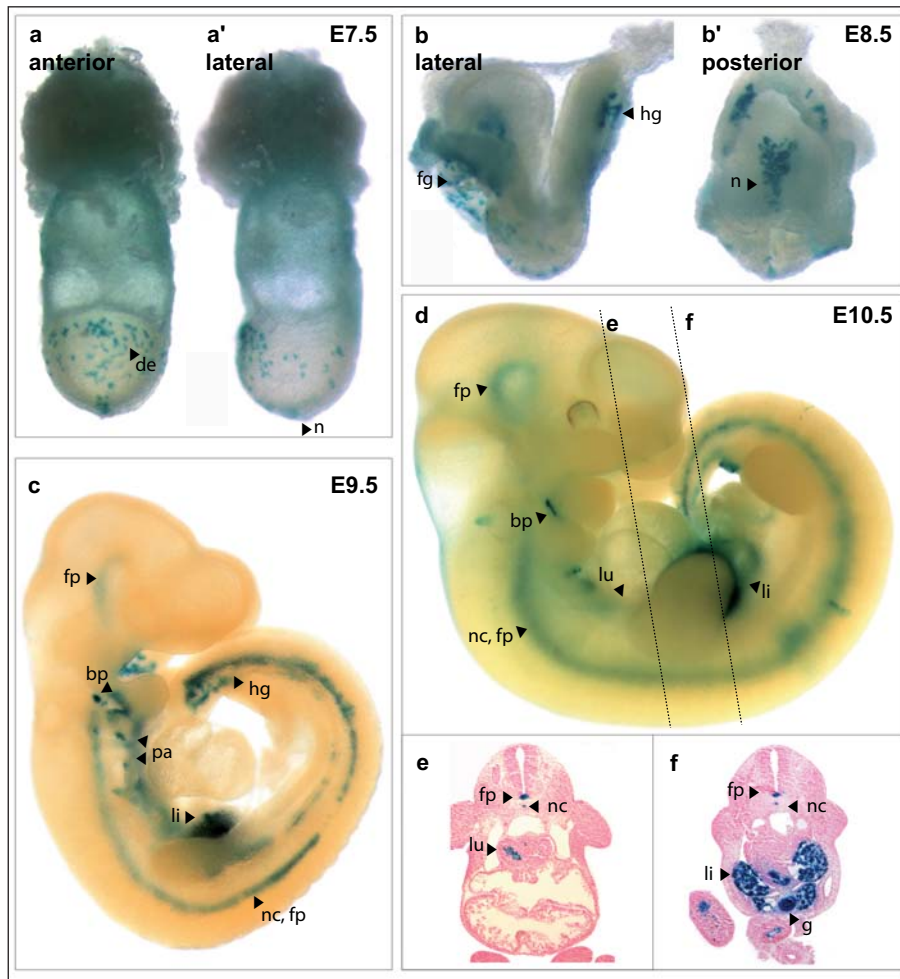 a a' E7.5
anterior lateral
de
n
b b' E8.5
lateral posterior
hg
fg
n
c E9.5
fp
bp
hg
pa
li
nc, fp
d e f E10.5
fp
bp
lu
li
nc, fp
e
fp
nc
lu
f
fp
nc
li
g